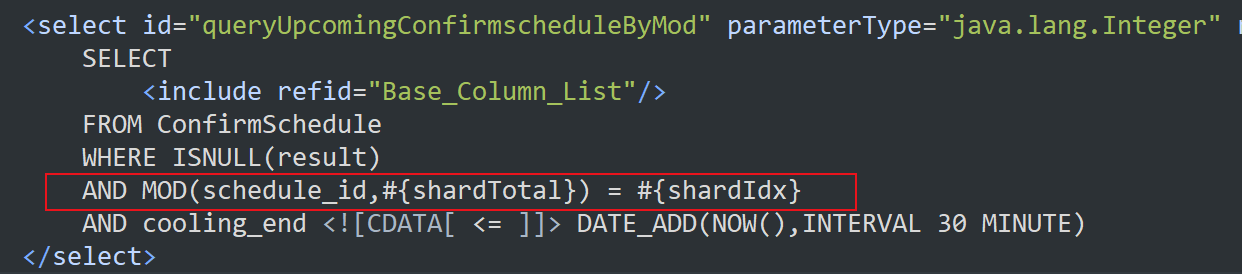 <select id="queryUpcomingConfirmscheduleByMod" parameterType="java.lang.Integer"
SELECT
<include refid="Base_Column_List"/>
FROM ConfirmSchedule
WHERE ISNULL(result)
AND MOD(schedule_id,#{shardTotal}) = #{shardIdx}
AND cooling_end <![CDATA[ <= ]]> DATE_ADD(NOW(),INTERVAL 30 MINUTE)
</select>